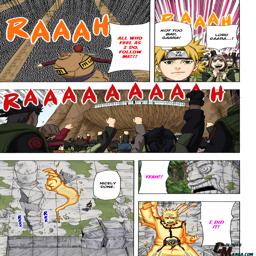 RAAAH
ALL WHO
FEEL AS
I DO,
FOLLOW
ME!!!
RAAAH
NOT TOO
BAD,
GAARA!
LORD
GAARA...!
RAAAAAAAAAH
NICELY
DONE.
YEAH!!
I DID
IT!